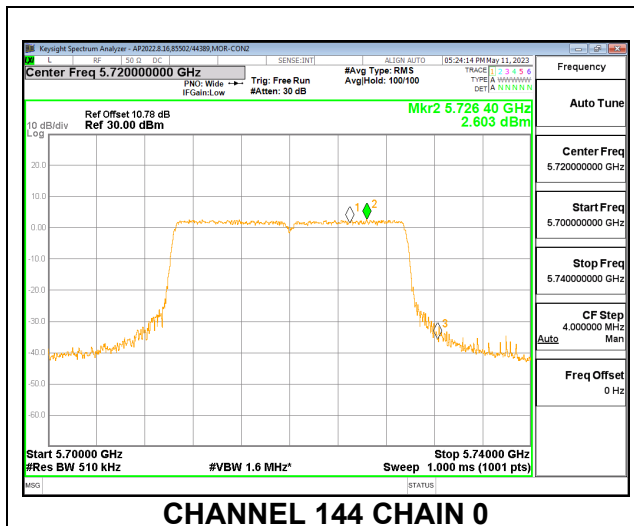 Keysight Spectrum Analyzer - AP2022.8.16,85502/44389,MOR-CON2
L RF 50 Ω DC SENSE:INT ALIGN AUTO 05:24:14 PM May 11, 2023
Center Freq 5.720000000 GHz
PNO: Wide
IFGain:Low
Trig: Free Run
#Atten: 30 dB
#Avg Type: RMS
Avg|Hold: 100/100
TRACE 1 2 3 4 5 6
TYPE A WWWWW
DET A N N N N N
Frequency
Auto Tune
Center Freq
5.720000000 GHz
Start Freq
5.700000000 GHz
Stop Freq
5.740000000 GHz
CF Step
4.000000 MHz
Auto Man
Freq Offset
0 Hz
Mkr2 5.726 40 GHz
2.603 dBm
Ref Offset 10.78 dB
10 dB/div Ref 30.00 dBm
Log
20.0
10.0
0.00
-10.0
-20.0
-30.0
-40.0
-50.0
-60.0
1
2
3
Start 5.70000 GHz Stop 5.74000 GHz
#Res BW 510 kHz #VBW 1.6 MHz* Sweep 1.000 ms (1001 pts)
MSG STATUS
CHANNEL 144 CHAIN 0